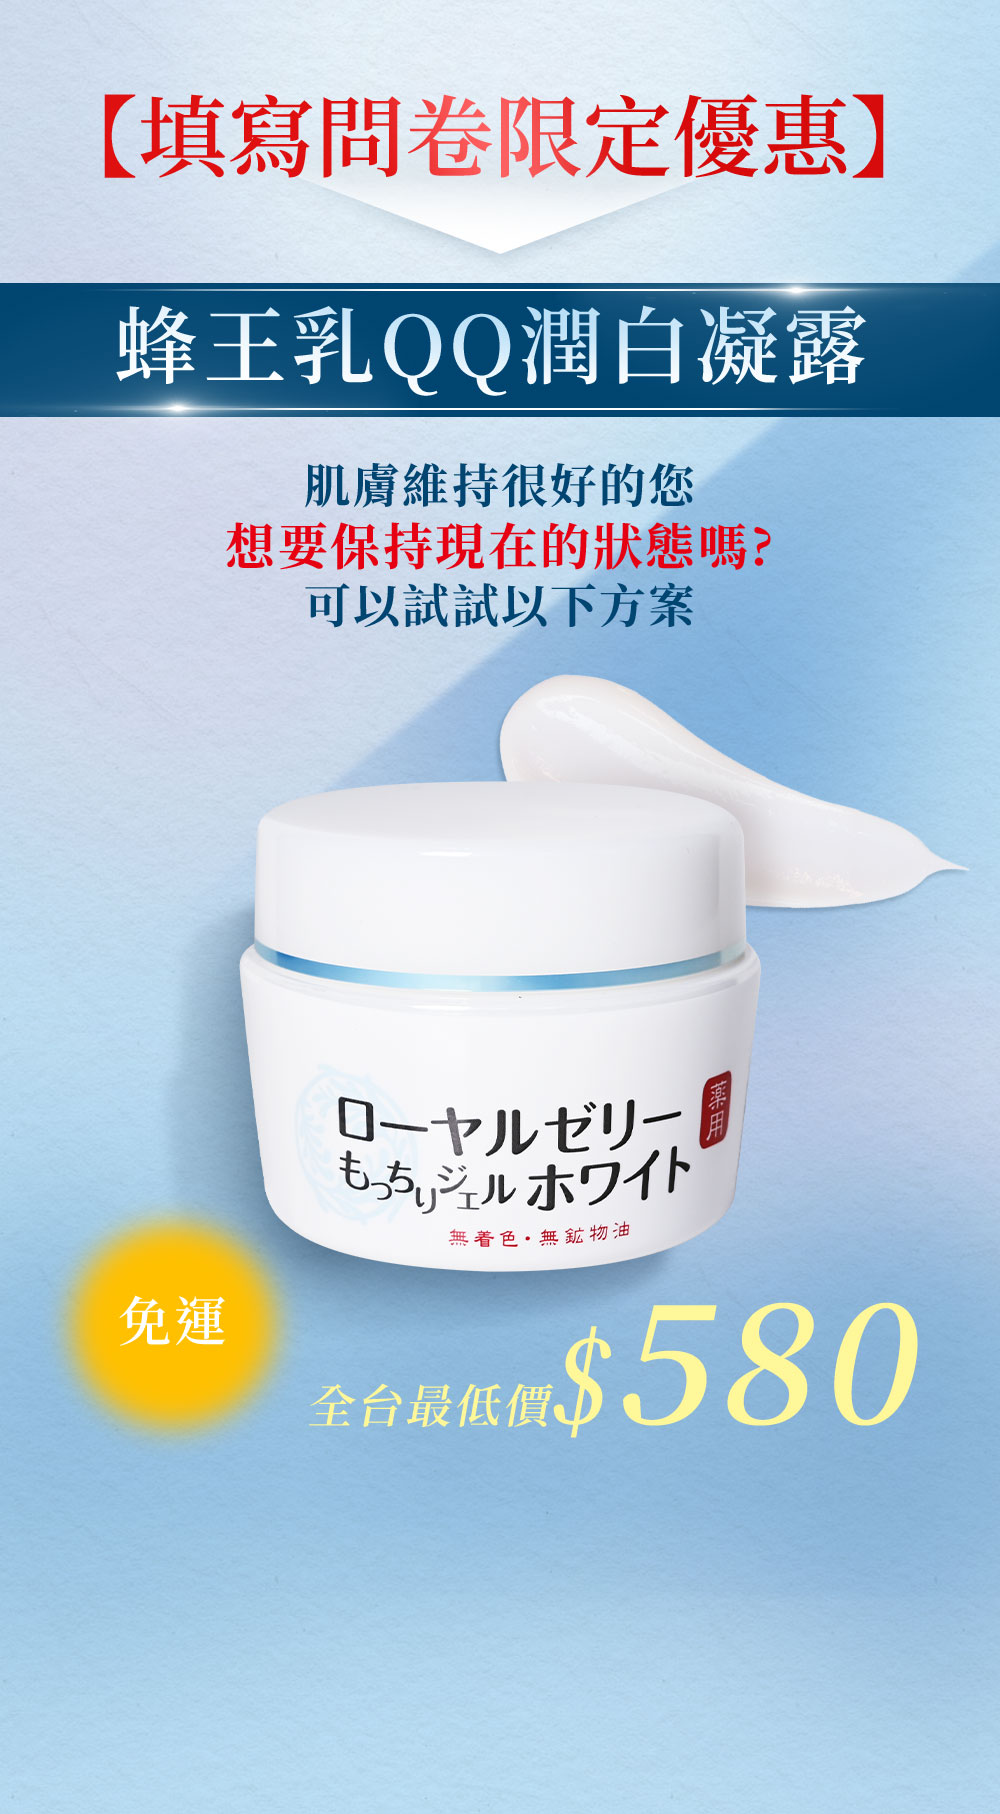 【填寫問卷限定優惠】
蜂王乳QQ潤白凝露
肌膚維持很好的您
想要保持現在的狀態嗎?
可以試試以下方案
ローヤルゼリー
もっちりジェルホワイト
薬用
無着色・無鉱物油
免運
全台最低價$580